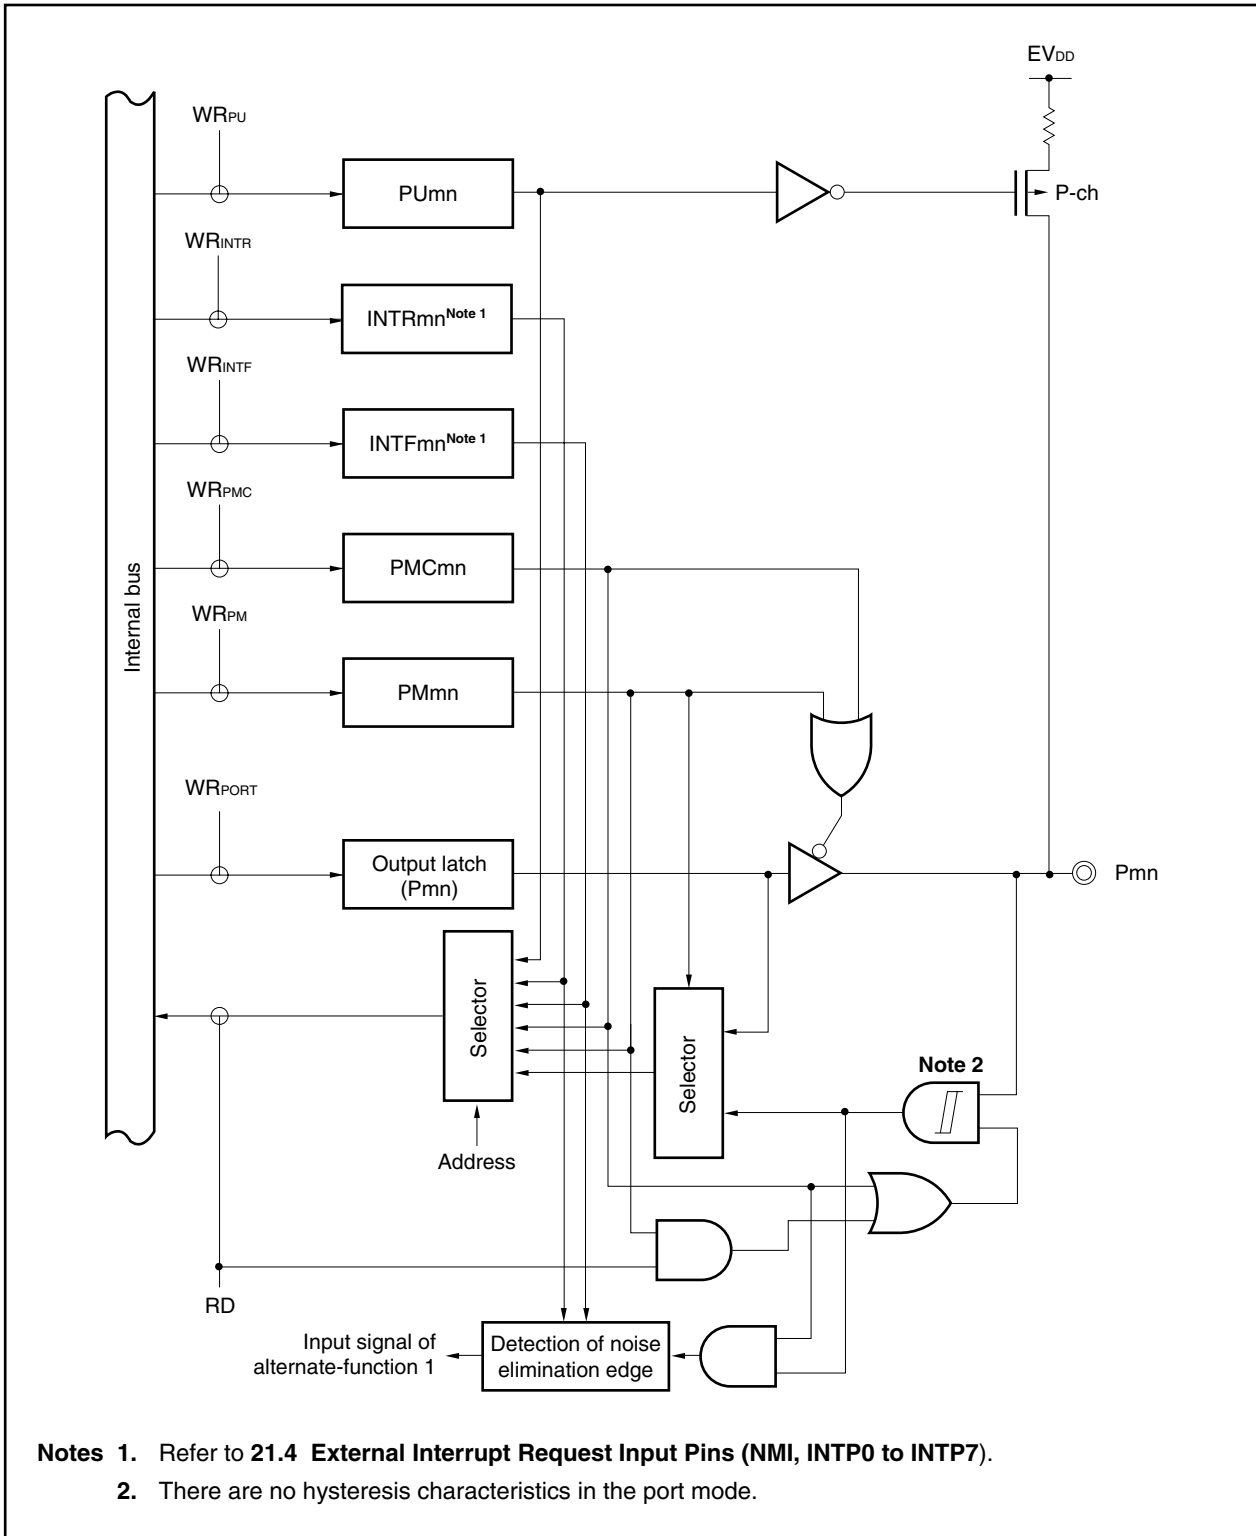 EVDD
WRPU
PUmn
P-ch
WRINTR
INTRmnNote 1
WRINTF
INTFmnNote 1
WRPMC
PMCmn
Internal bus
WRPM
PMmn
WRPORT
Output latch
(Pmn)
Pmn
Selector
Selector
Note 2
Address
RD
Input signal of
alternate-function 1
Detection of noise
elimination edge
Notes 1. Refer to 21.4 External Interrupt Request Input Pins (NMI, INTP0 to INTP7).
2. There are no hysteresis characteristics in the port mode.